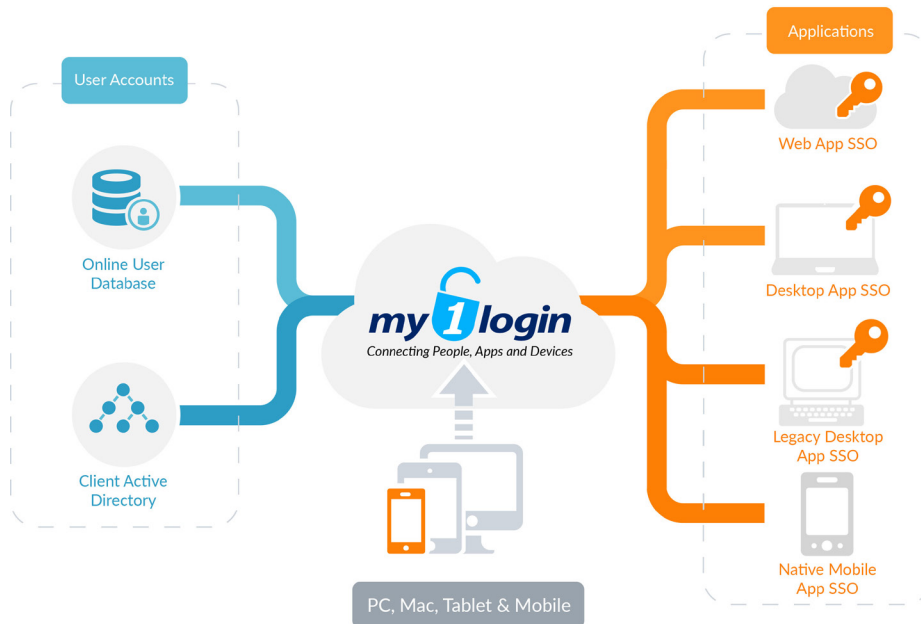 User Accounts
Online User
Database
Client Active
Directory
my1login
Connecting People, Apps and Devices
PC, Mac, Tablet & Mobile
Applications
Web App SSO
Desktop App SSO
Legacy Desktop
App SSO
Native Mobile
App SSO